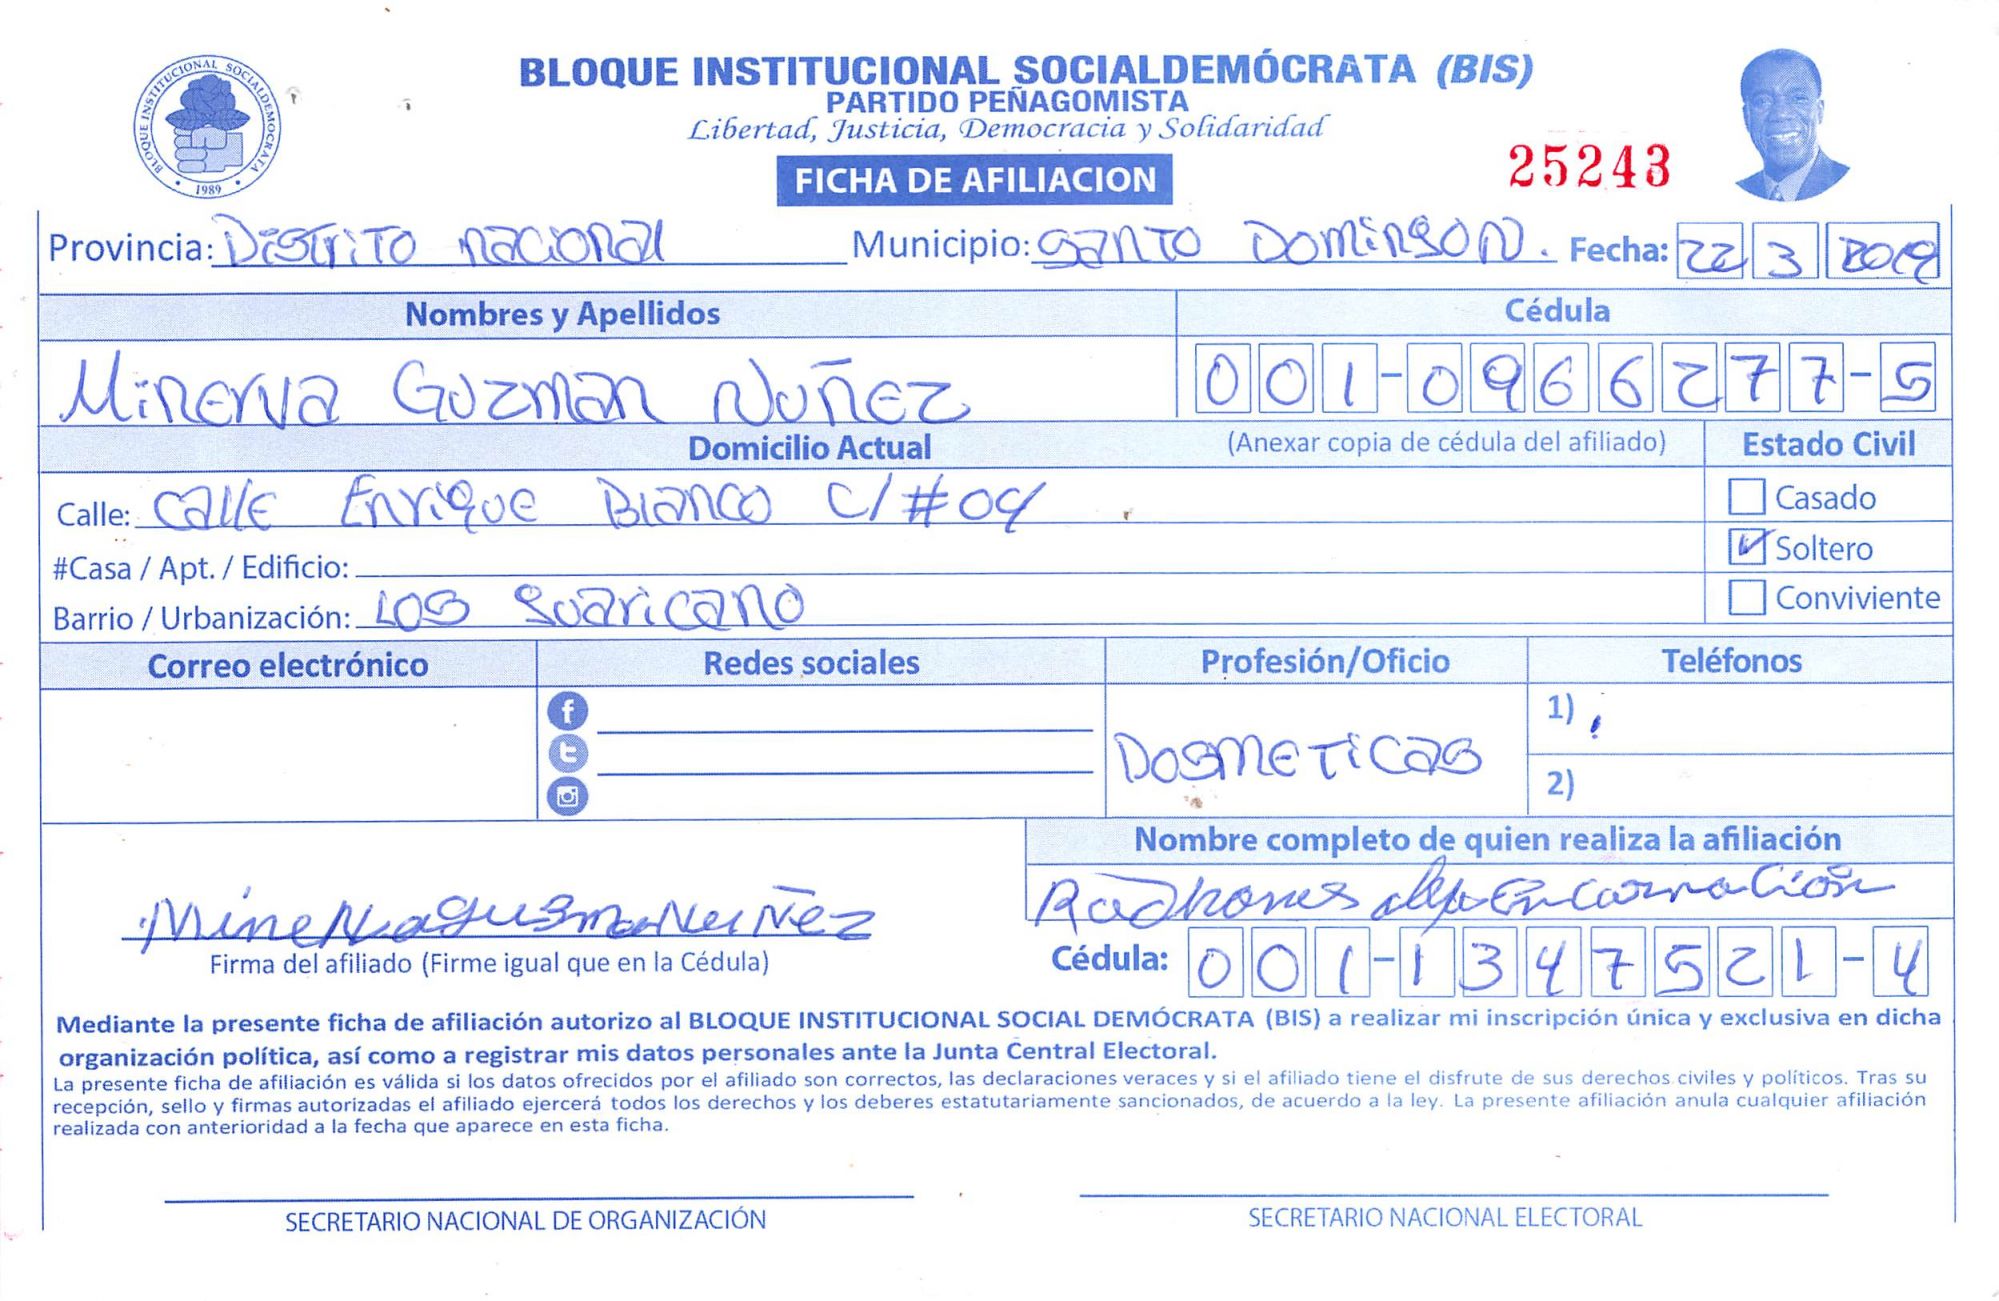 BLOQUE INSTITUCIONAL SOCIALDEMÓCRATA
1989
BLOQUE INSTITUCIONAL SOCIALDEMÓCRATA (BIS)
PARTIDO PEÑAGOMISTA
Libertad, Justicia, Democracia y Solidaridad
FICHA DE AFILIACION
25243
Provincia: Distrito nacional Municipio: Santo Domingon. Fecha: 22 3 2019
Nombres y Apellidos Cédula
Minerva Guzman Nuñez 001-0966277-5
Domicilio Actual (Anexar copia de cédula del afiliado) Estado Civil
Calle: Calle Enrique Blanco C/#04 Casado
#Casa / Apt. / Edificio: Soltero
Barrio / Urbanización: Los Guaricano Conviviente
Correo electrónico Redes sociales Profesión/Oficio Teléfonos
1)
Dosmeticas
2)
Nombre completo de quien realiza la afiliación
Encarnación
Firma del afiliado (Firme igual que en la Cédula) Cédula: 001-1347521-4
Mediante la presente ficha de afiliación autorizo al BLOQUE INSTITUCIONAL SOCIAL DEMÓCRATA (BIS) a realizar mi inscripción única y exclusiva en dicha
organización política, así como a registrar mis datos personales ante la Junta Central Electoral.
La presente ficha de afiliación es válida si los datos ofrecidos por el afiliado son correctos, las declaraciones veraces y si el afiliado tiene el disfrute de sus derechos civiles y políticos. Tras su
recepción, sello y firmas autorizadas el afiliado ejercerá todos los derechos y los deberes estatutariamente sancionados, de acuerdo a la ley. La presente afiliación anula cualquier afiliación
realizada con anterioridad a la fecha que aparece en esta ficha.
SECRETARIO NACIONAL DE ORGANIZACIÓN SECRETARIO NACIONAL ELECTORAL